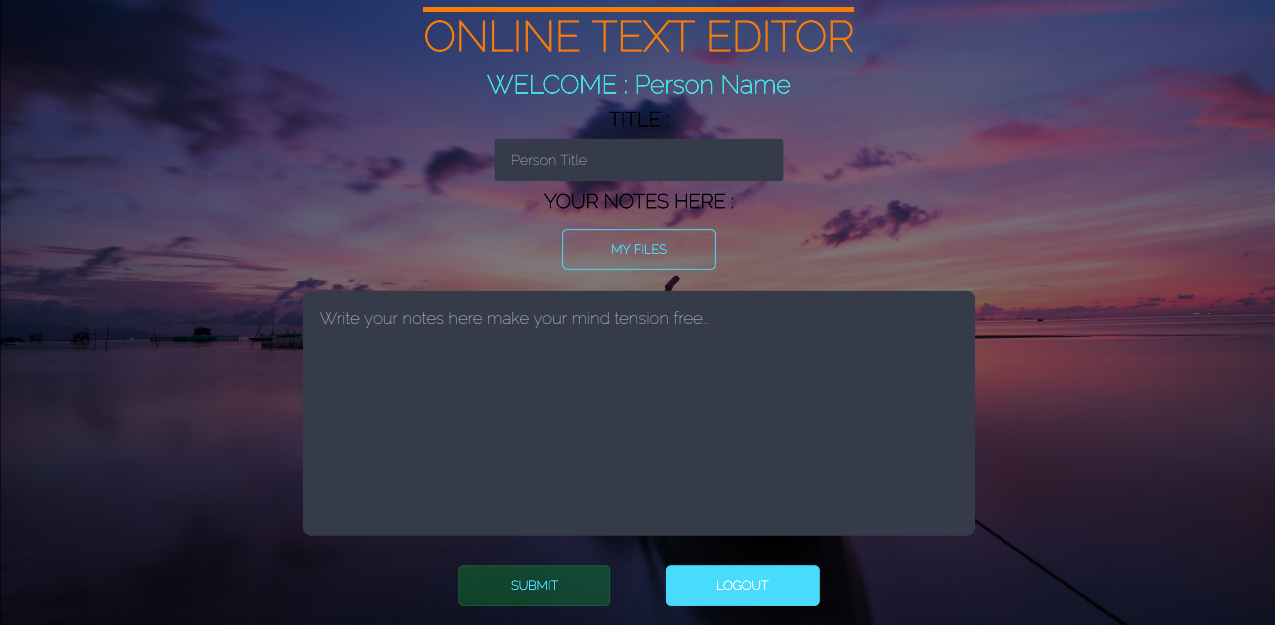 ONLINE TEXT EDITOR
WELCOME : Person Name
TITLE :
Person Title
YOUR NOTES HERE :
MY FILES
Write your notes here make your mind tension free...
SUBMIT
LOGOUT